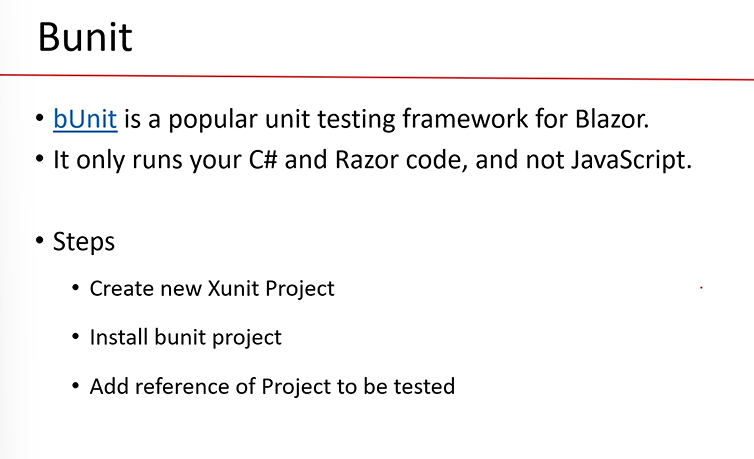 Bunit
• bUnit is a popular unit testing framework for Blazor.
• It only runs your C# and Razor code, and not JavaScript.
• Steps
• Create new Xunit Project
• Install bunit project
• Add reference of Project to be tested